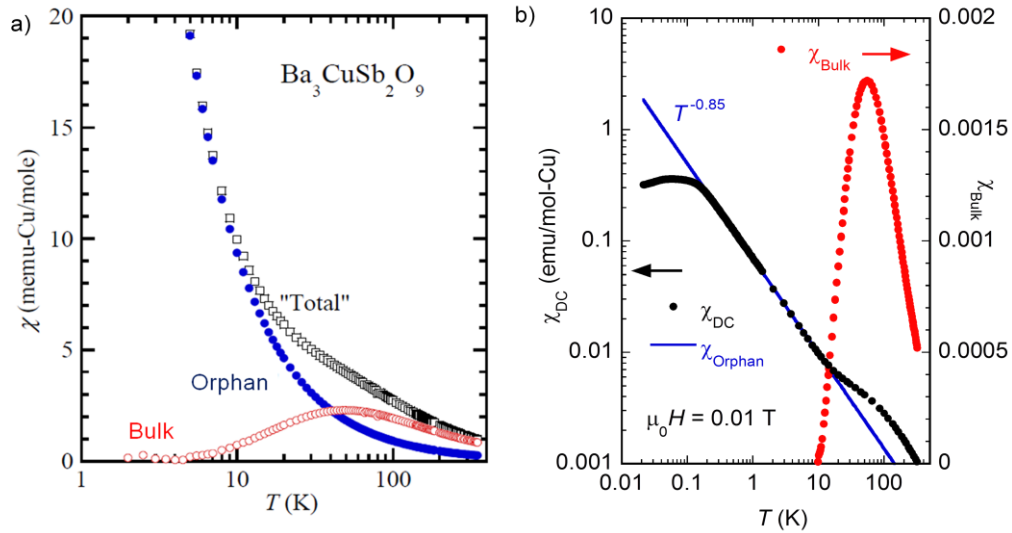 a)
20
15
10
5
0
χ (memu-Cu/mole)
Ba₃CuSb₂O₉
"Total"
Orphan
Bulk
1
10
100
T (K)
b)
10
1
0.1
0.01
0.001
χDC (emu/mol-Cu)
χBulk
T⁻⁰·⁸⁵
χDC
χOrphan
μ₀H = 0.01 T
0.002
0.0015
0.001
0.0005
0
χBulk
0.01
0.1
1
10
100
T (K)